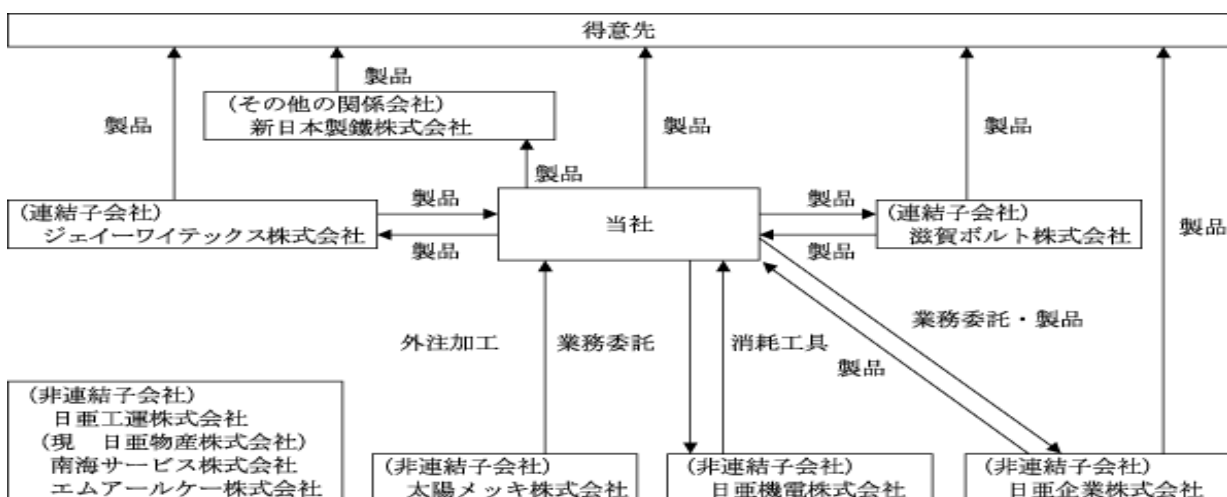 得意先
製品
(その他の関係会社)
新日本製鐵株式会社
製品
製品
製品
製品
製品
(連結子会社)
ジェイーワイテックス株式会社
製品
製品
当社
製品
製品
(連結子会社)
滋賀ボルト株式会社
製品
外注加工
業務委託
消耗工具
業務委託・製品
製品
(非連結子会社)
日亜工運株式会社
(現 日亜物産株式会社)
南海サービス株式会社
エムアールケー株式会社
(非連結子会社)
太陽メッキ株式会社
(非連結子会社)
日亜機電株式会社
(非連結子会社)
日亜企業株式会社